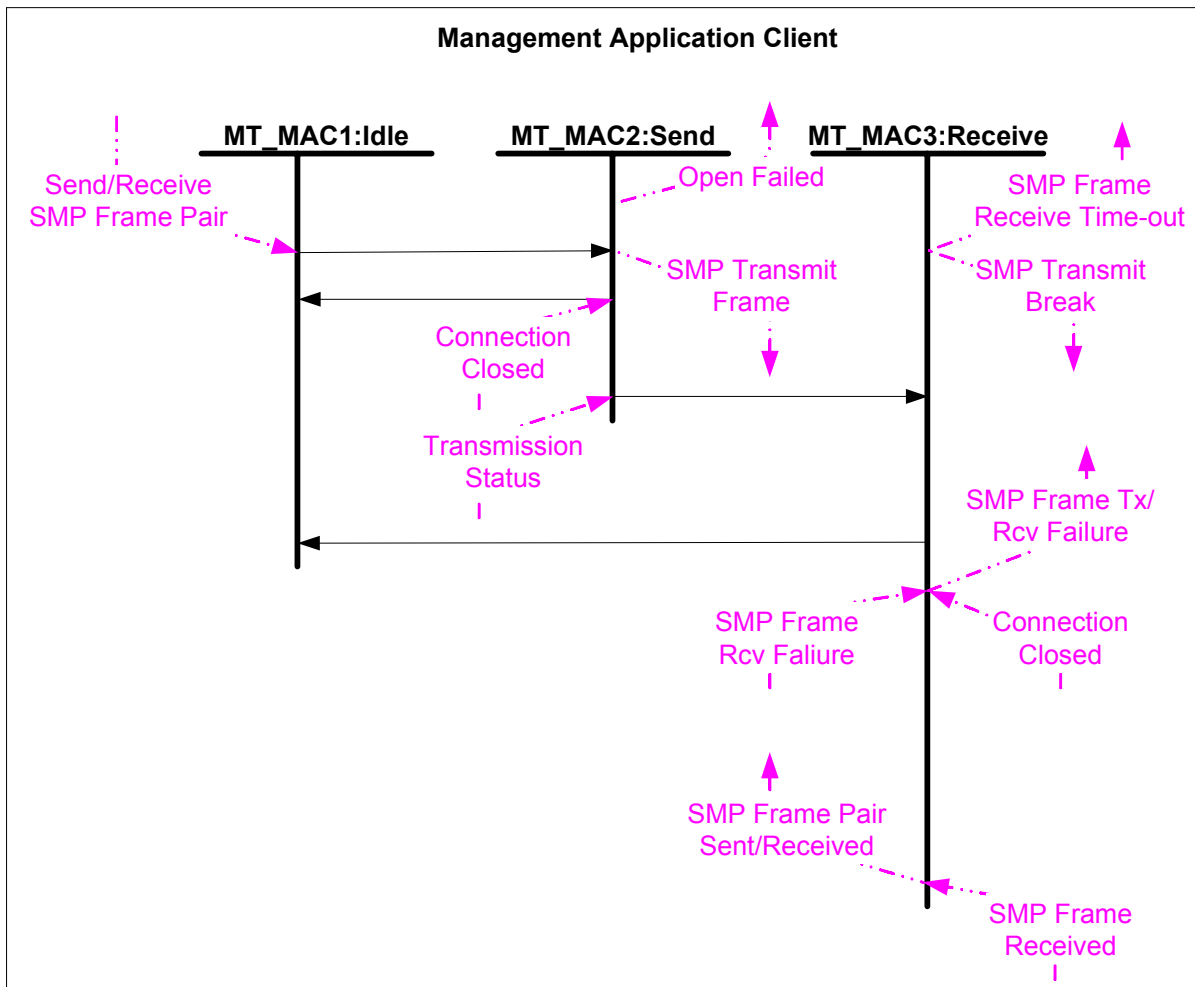 Management Application Client
MT_MAC1:Idle
MT_MAC2:Send
MT_MAC3:Receive
Send/Receive
SMP Frame Pair
Open Failed
SMP Frame
Receive Time-out
SMP Transmit
Frame
SMP Transmit
Break
Connection
Closed
Transmission
Status
SMP Frame Tx/
Rcv Failure
SMP Frame
Rcv Faliure
Connection
Closed
SMP Frame Pair
Sent/Received
SMP Frame
Received